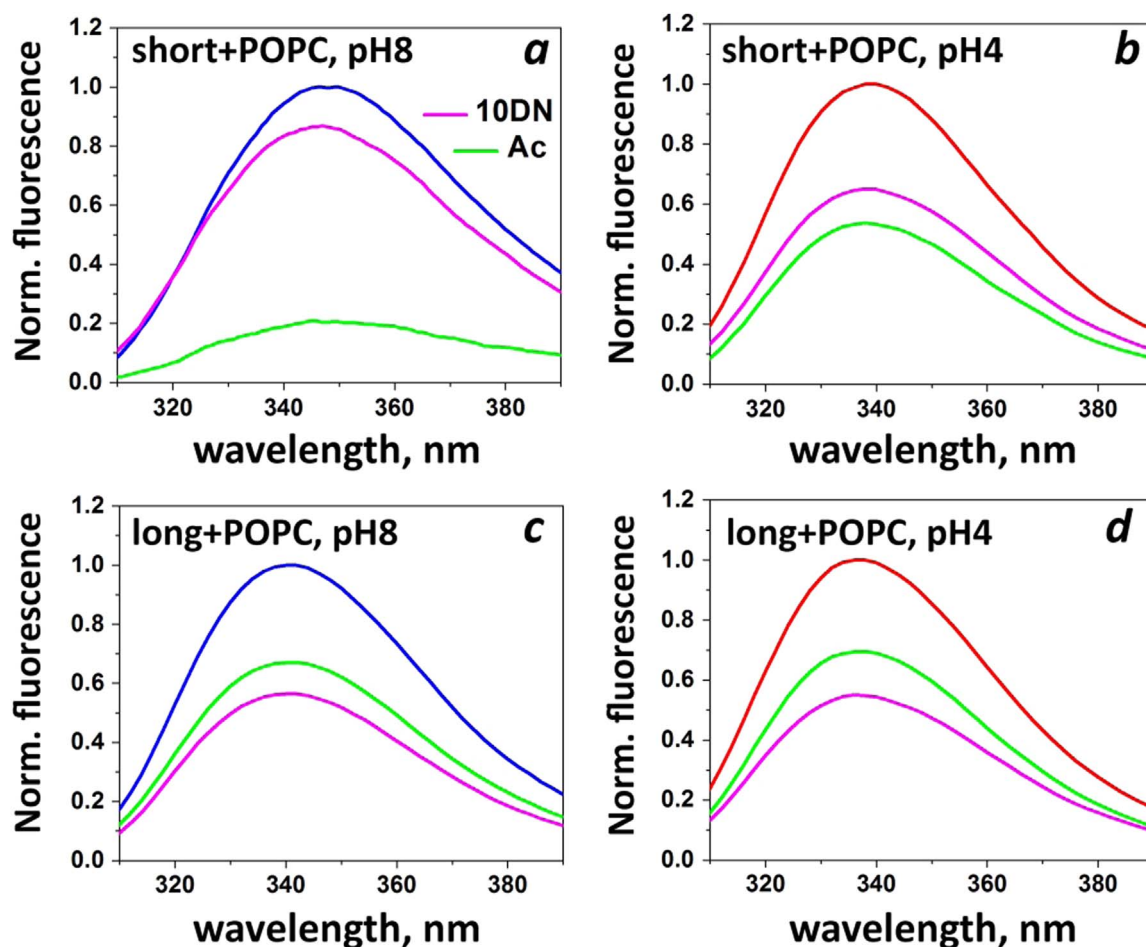 short+POPC, pH8
a
10DN
Ac
Norm. fluorescence
1.2
1.0
0.8
0.6
0.4
0.2
0.0
320 340 360 380
wavelength, nm
short+POPC, pH4
b
Norm. fluorescence
1.2
1.0
0.8
0.6
0.4
0.2
0.0
320 340 360 380
wavelength, nm
long+POPC, pH8
c
Norm. fluorescence
1.2
1.0
0.8
0.6
0.4
0.2
0.0
320 340 360 380
wavelength, nm
long+POPC, pH4
d
Norm. fluorescence
1.2
1.0
0.8
0.6
0.4
0.2
0.0
320 340 360 380
wavelength, nm